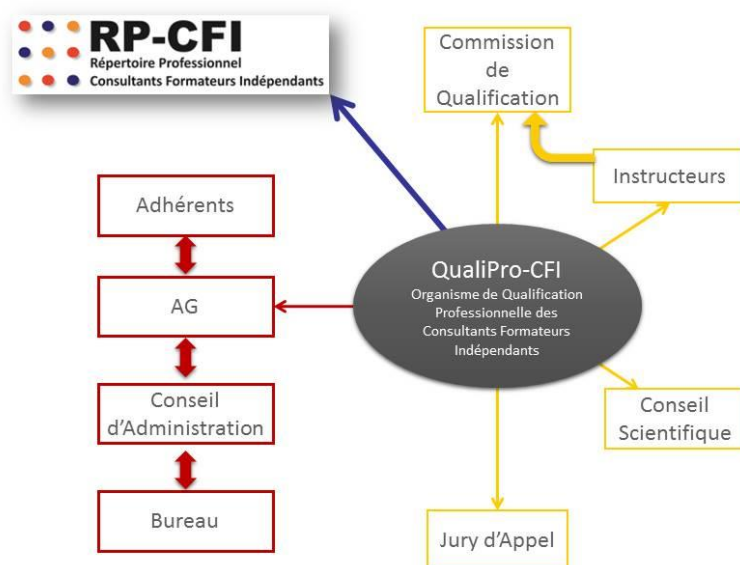 RP-CFI
Répertoire Professionnel
Consultants Formateurs Indépendants
Commission
de
Qualification
Instructeurs
Adhérents
AG
Conseil
d'Administration
Bureau
QualiPro-CFI
Organisme de Qualification
Professionnelle des
Consultants Formateurs
Indépendants
Conseil
Scientifique
Jury d'Appel